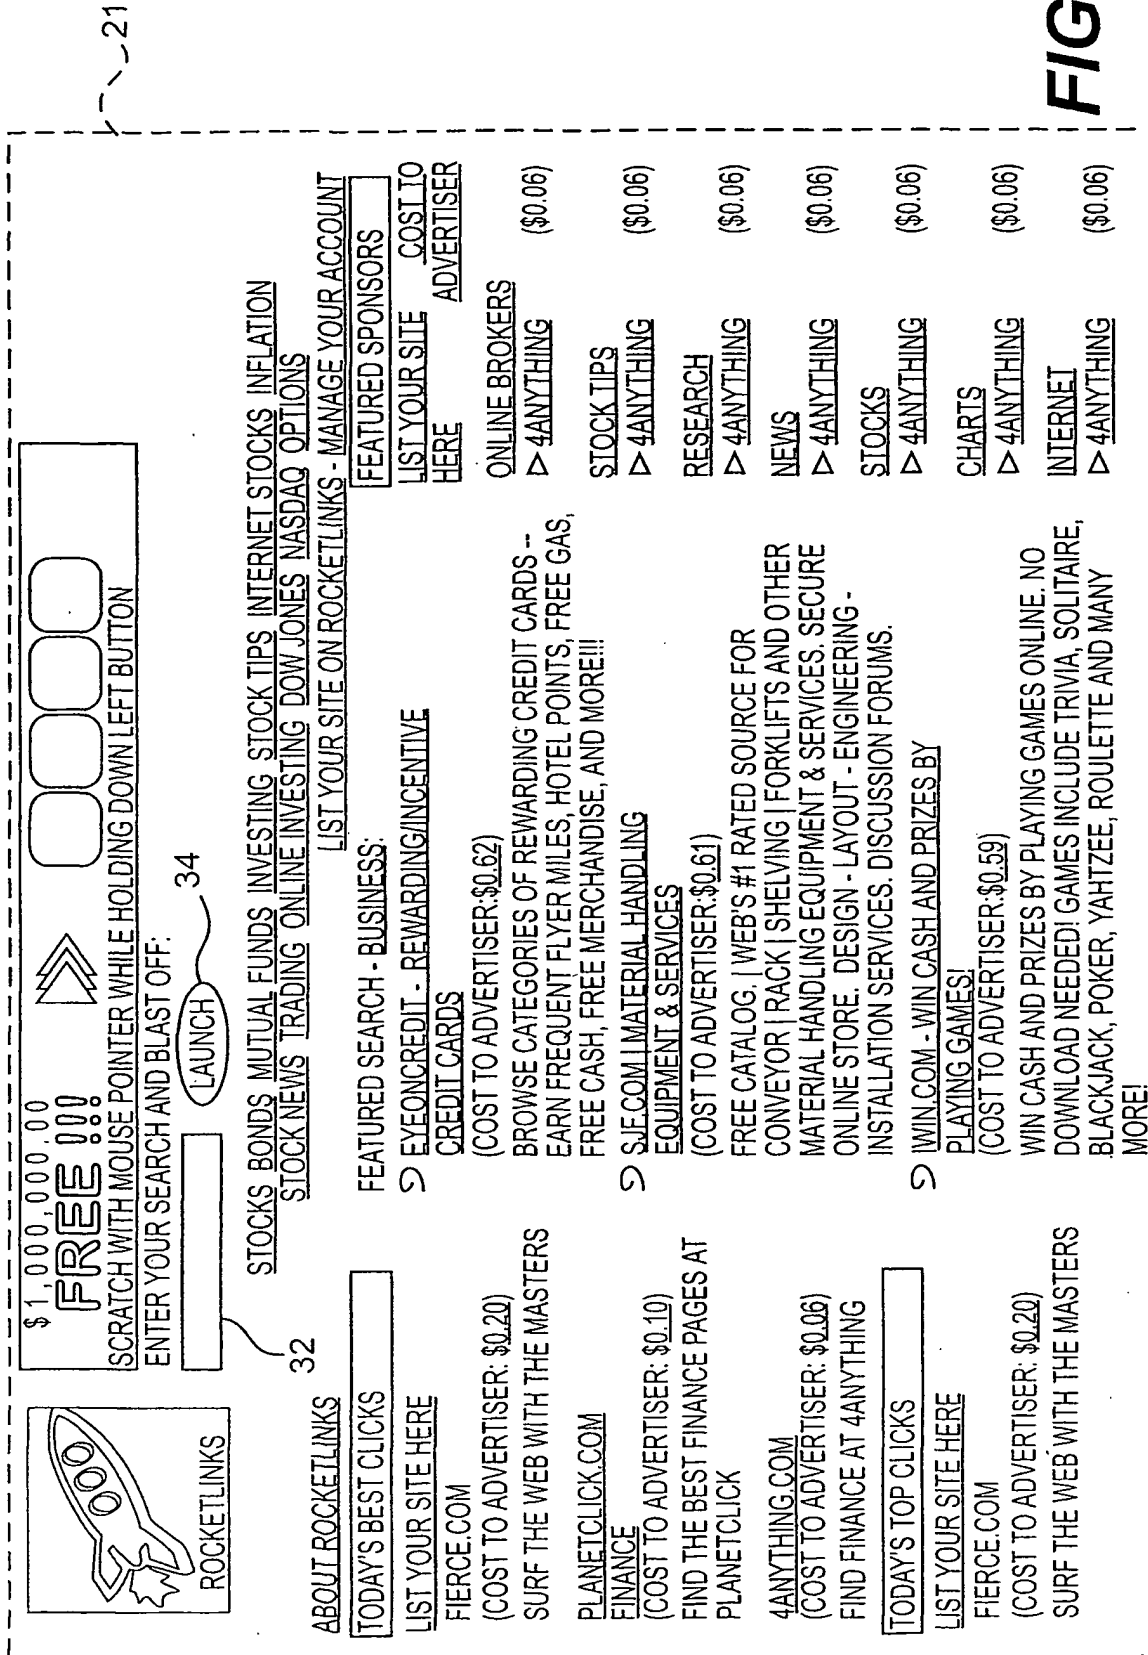 21
$1,000,000.00
FREE !!!
SCRATCH WITH MOUSE POINTER WHILE HOLDING DOWN LEFT BUTTON
ENTER YOUR SEARCH AND BLAST OFF:
LAUNCH
34
32
ROCKETLINKS
STOCKS BONDS MUTUAL FUNDS INVESTING STOCK TIPS INTERNET STOCKS INFLATION
STOCK NEWS TRADING ONLINE INVESTING DOW JONES NASDAQ OPTIONS
LIST YOUR SITE ON ROCKETLINKS - MANAGE YOUR ACCOUNT
ABOUT ROCKETLINKS
TODAY'S BEST CLICKS
LIST YOUR SITE HERE
FIERCE.COM
(COST TO ADVERTISER: $0.20)
SURF THE WEB WITH THE MASTERS
PLANETCLICK.COM
FINANCE
(COST TO ADVERTISER: $0.10)
FIND THE BEST FINANCE PAGES AT
PLANETCLICK
4ANYTHING.COM
(COST TO ADVERTISER: $0.06)
FIND FINANCE AT 4ANYTHING
TODAY'S TOP CLICKS
LIST YOUR SITE HERE
FIERCE.COM
(COST TO ADVERTISER: $0.20)
SURF THE WEB WITH THE MASTERS
FEATURED SEARCH - BUSINESS:
EYEONCREDIT - REWARDING/INCENTIVE
CREDIT CARDS
(COST TO ADVERTISER:$0.62)
BROWSE CATEGORIES OF REWARDING CREDIT CARDS --
EARN FREQUENT FLYER MILES, HOTEL POINTS, FREE GAS,
FREE CASH, FREE MERCHANDISE, AND MORE!!!
SJF.COM | MATERIAL HANDLING
EQUIPMENT & SERVICES
(COST TO ADVERTISER:$0.61)
FREE CATALOG. | WEB'S #1 RATED SOURCE FOR
CONVEYOR | RACK | SHELVING | FORKLIFTS AND OTHER
MATERIAL HANDLING EQUIPMENT & SERVICES. SECURE
ONLINE STORE. DESIGN - LAYOUT - ENGINEERING -
INSTALLATION SERVICES. DISCUSSION FORUMS.
IWIN.COM - WIN CASH AND PRIZES BY
PLAYING GAMES!
(COST TO ADVERTISER:$0.59)
WIN CASH AND PRIZES BY PLAYING GAMES ONLINE. NO
DOWNLOAD NEEDED! GAMES INCLUDE TRIVIA, SOLITAIRE,
BLACKJACK, POKER, YAHTZEE, ROULETTE AND MANY
MORE!
FEATURED SPONSORS
LIST YOUR SITE COST TO
HERE ADVERTISER
ONLINE BROKERS
▷ 4ANYTHING ($0.06)
STOCK TIPS
▷ 4ANYTHING ($0.06)
RESEARCH
▷ 4ANYTHING ($0.06)
NEWS
▷ 4ANYTHING ($0.06)
STOCKS
▷ 4ANYTHING ($0.06)
CHARTS
▷ 4ANYTHING ($0.06)
INTERNET
▷ 4ANYTHING ($0.06)
FIG